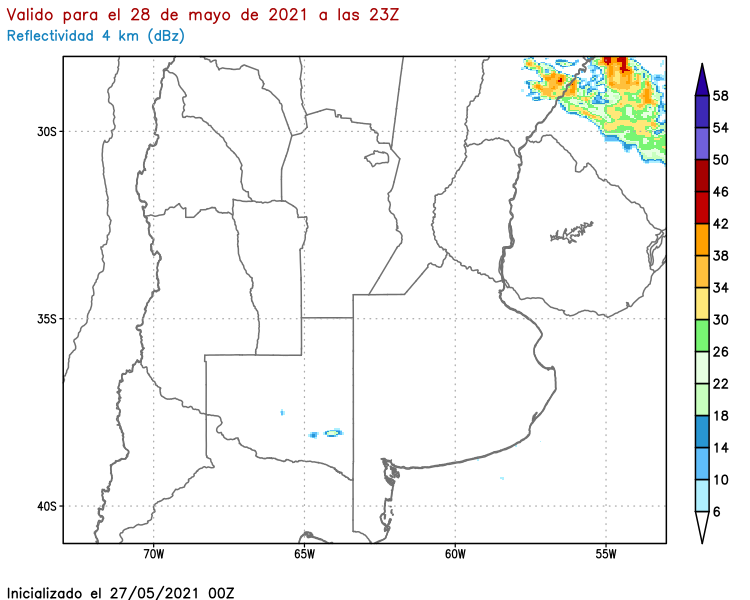 Valido para el 28 de mayo de 2021 a las 23Z
Reflectividad 4 km (dBz)
58
54
50
46
42
38
34
30
26
22
18
14
10
6
30S
35S
40S
70W
65W
60W
55W
Inicializado el 27/05/2021 00Z